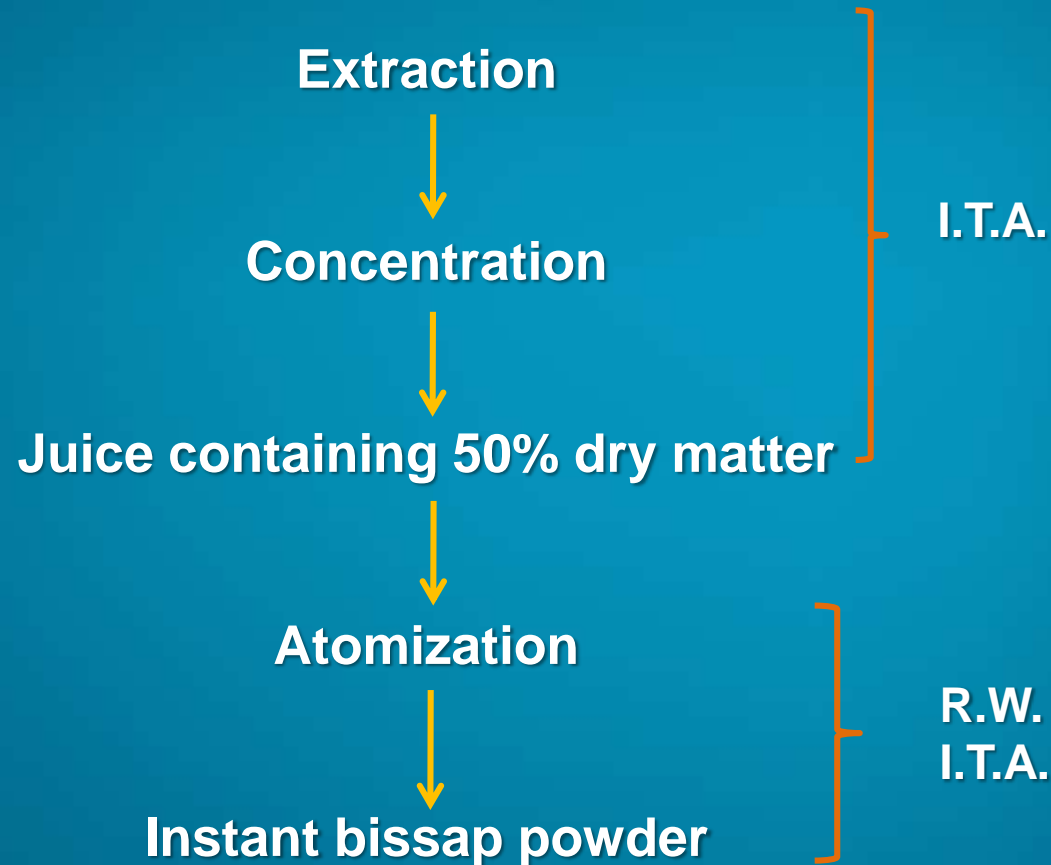 Extraction
I.T.A.
Concentration
Juice containing 50% dry matter
Atomization
R.W.
I.T.A.
Instant bissap powder